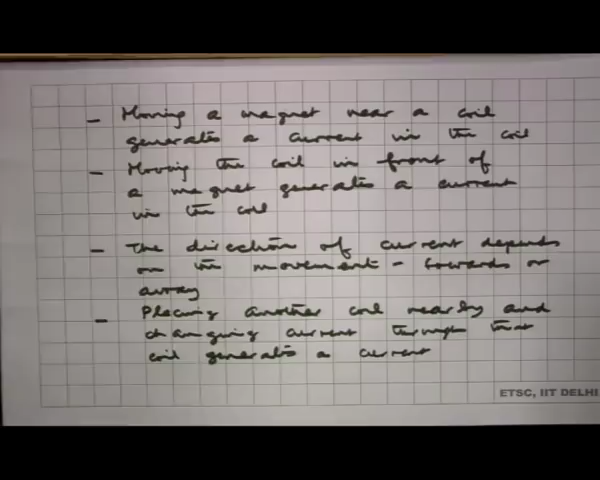 - Moving a magnet near a coil
generates a current in the coil
- Moving the coil in front of
a magnet generates a current
in the coil
- The direction of current depends
on the movement - towards or
away
- Placing another coil nearby and
changing current through that
coil generates a current
ETSC, IIT DELHI